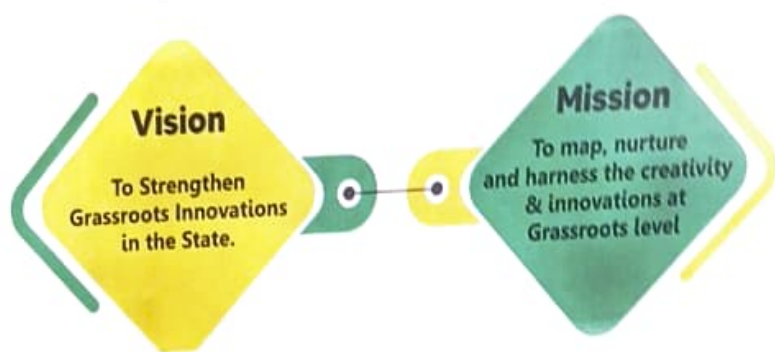 Vision
To Strengthen
Grassroots Innovations
in the State.
Mission
To map, nurture
and harness the creativity
& innovations at
Grassroots level